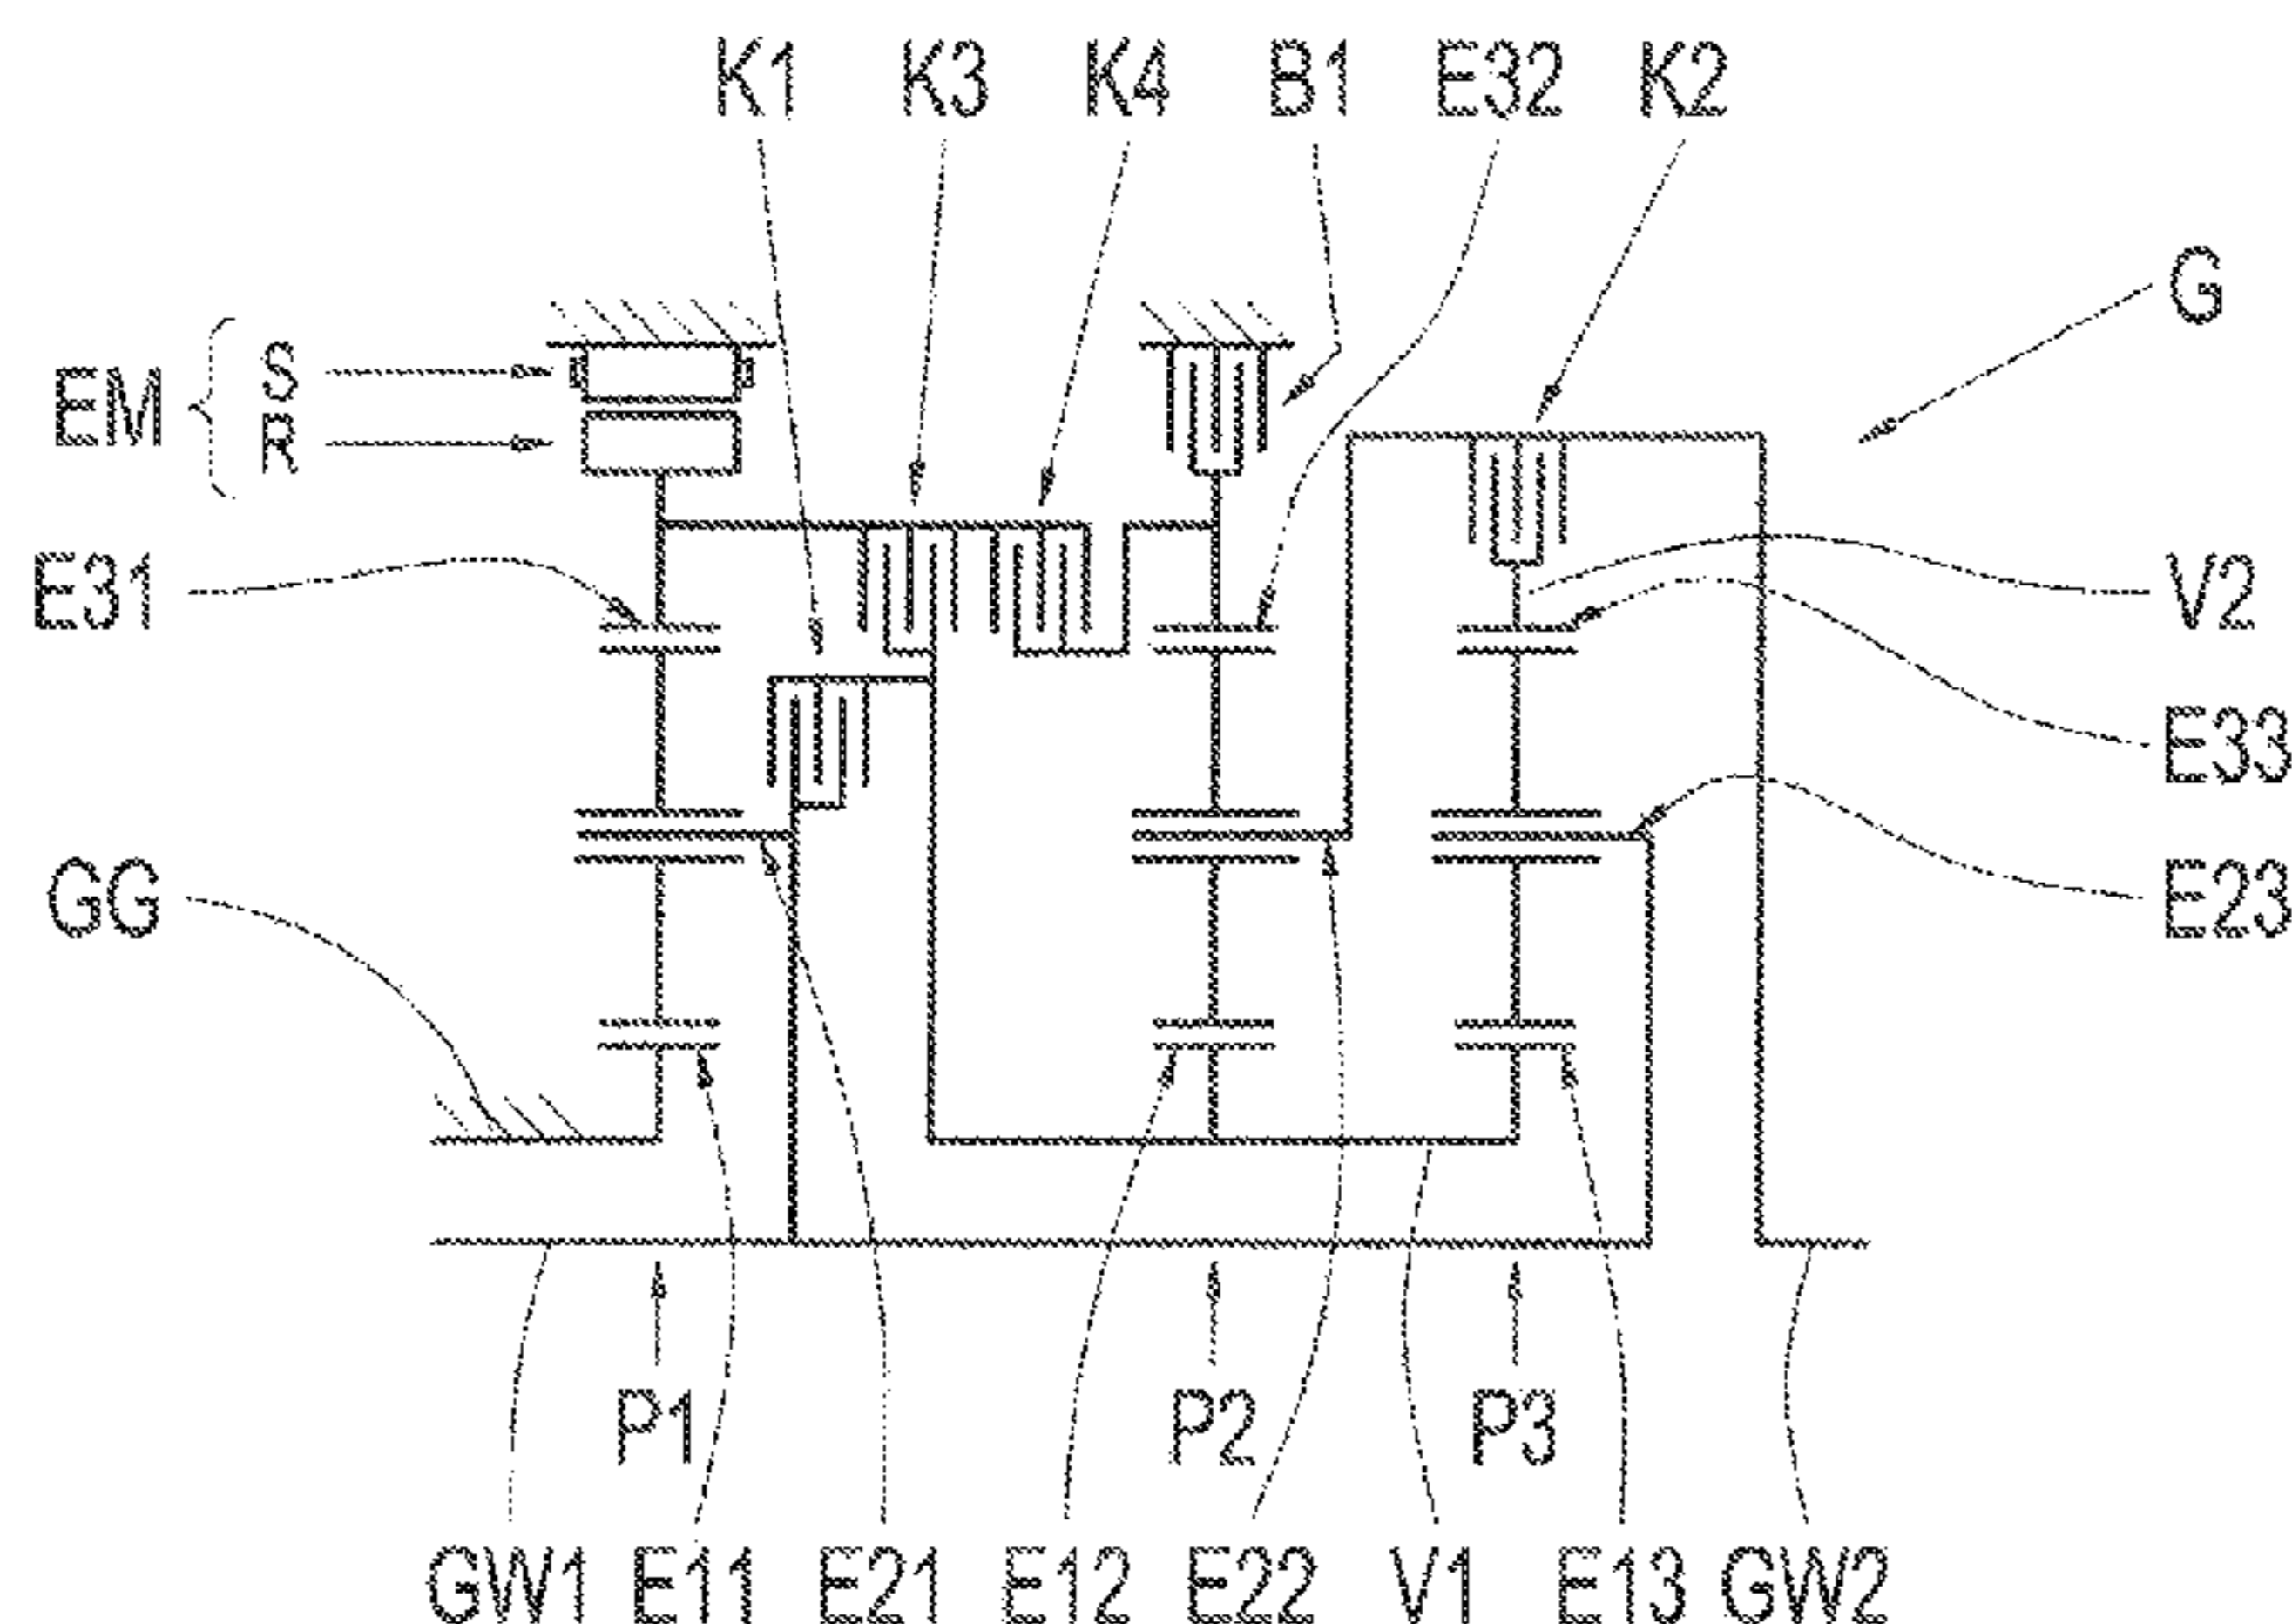 K1 K3 K4 B1 E32 K2
G
EM { S
R
E31
V2
E33
GG
E23
P1 P2 P3
GW1 E11 E21 E12 E22 V1 E13 GW2